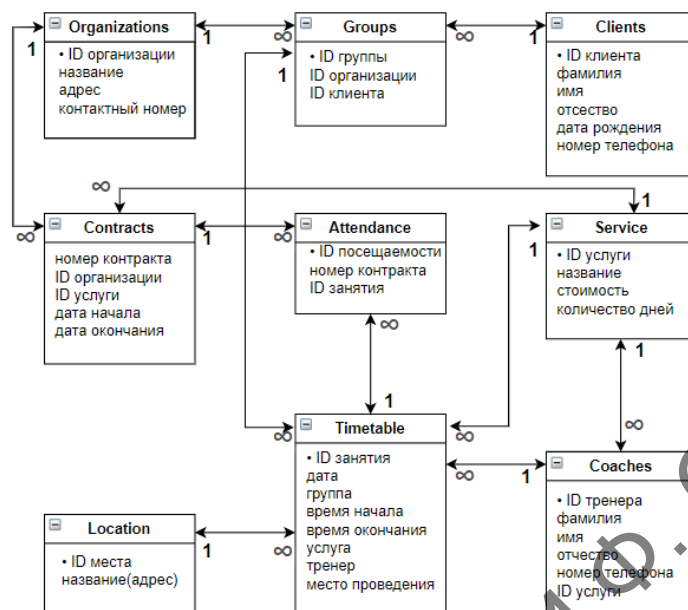 Organizations
• ID организации
название
адрес
контактный номер
1
1
∞
Groups
• ID группы
ID организации
ID клиента
1
∞
1
Clients
• ID клиента
фамилия
имя
отсество
дата рождения
номер телефона
∞
∞
1
Contracts
номер контракта
ID организации
ID услуги
дата начала
дата окончания
1
∞
Attendance
• ID посещаемости
номер контракта
ID занятия
∞
1
1
Service
• ID услуги
название
стоимость
количество дней
1
∞
∞
Timetable
• ID занятия
дата
группа
время начала
время окончания
услуга
тренер
место проведения
∞
∞
1
Coaches
• ID тренера
фамилия
имя
отчество
номер телефона
ID услуги
Location
• ID места
название(адрес)
1
∞